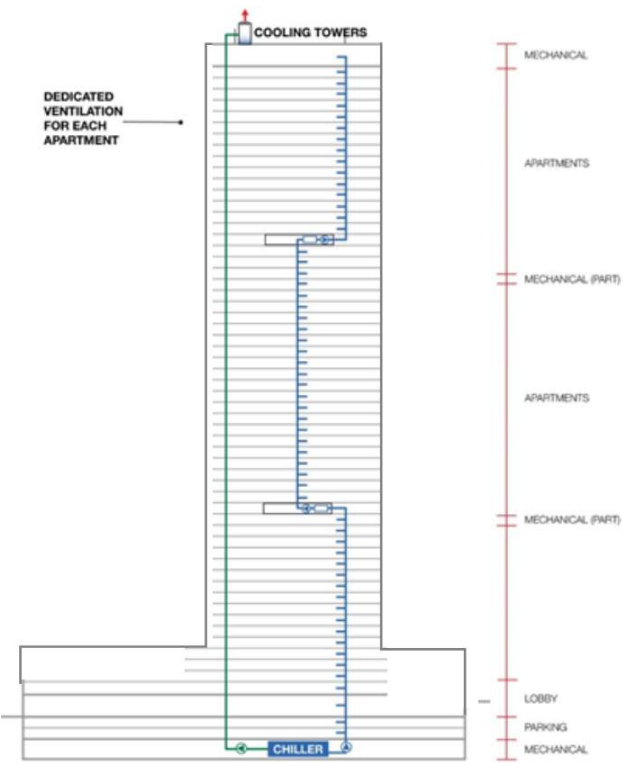 COOLING TOWERS
MECHANICAL
DEDICATED
VENTILATION
FOR EACH
APARTMENT
APARTMENTS
MECHANICAL (PART)
APARTMENTS
MECHANICAL (PART)
LOBBY
PARKING
CHILLER
MECHANICAL